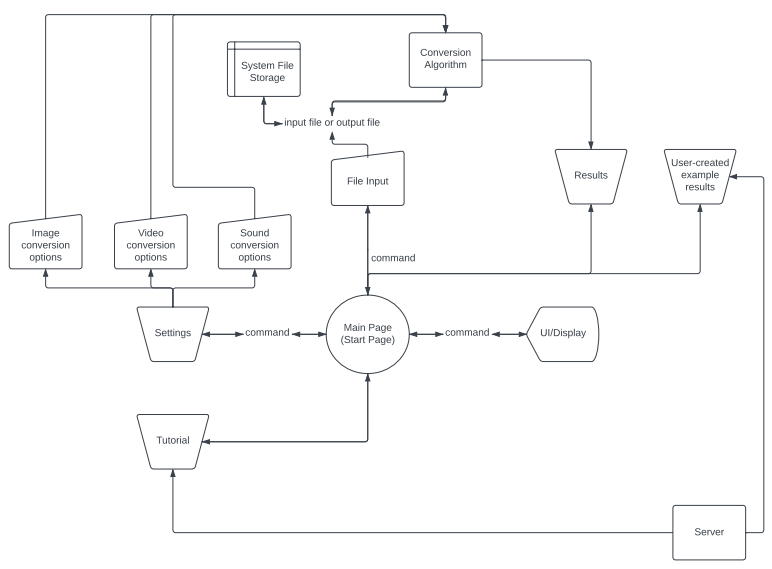 Conversion
Algorithm
System File
Storage
input file or output file
File Input
Results
User-created
example
results
Image
conversion
options
Video
conversion
options
Sound
conversion
options
command
Settings
command
Main Page
(Start Page)
command
UI/Display
Tutorial
Server